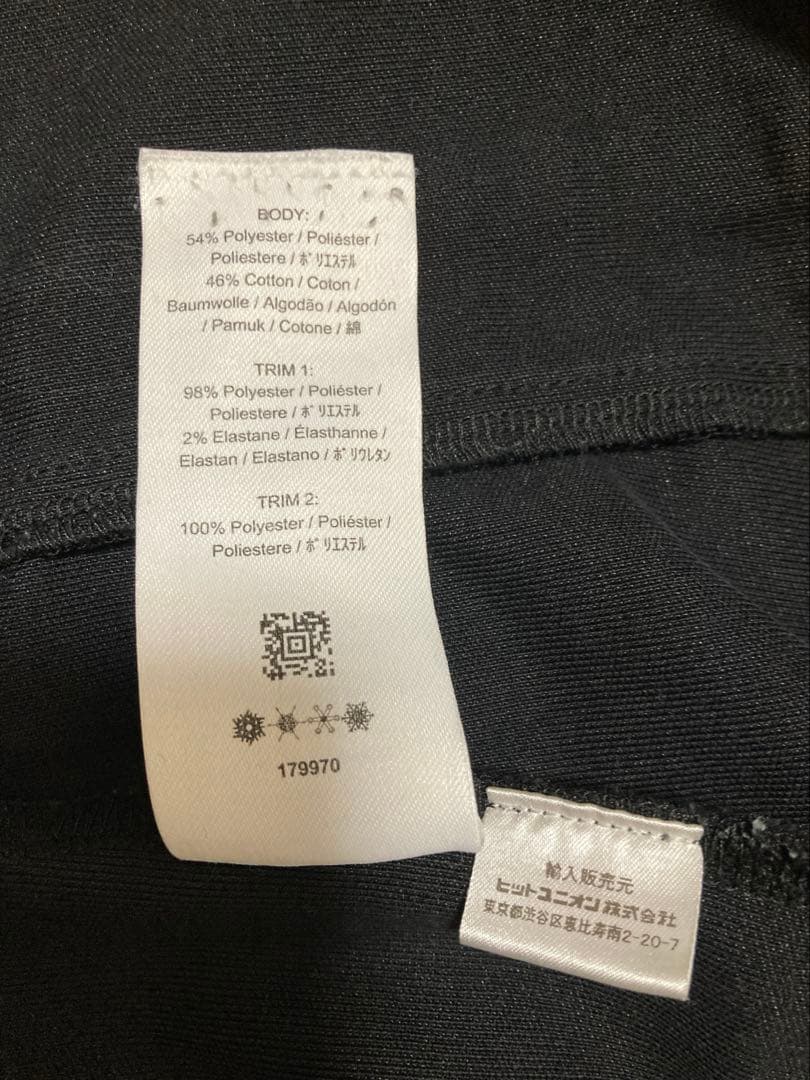 BODY:
54% Polyester / Poliéster /
Poliestere / ﾎﾟﾘｴｽﾃﾙ
46% Cotton / Coton /
Baumwolle / Algodão / Algodón
/ Pamuk / Cotone / 綿
TRIM 1:
98% Polyester / Poliéster /
Poliestere / ﾎﾟﾘｴｽﾃﾙ
2% Elastane / Élasthanne /
Elastan / Elastano / ﾎﾟﾘｳﾚﾀﾝ
TRIM 2:
100% Polyester / Poliéster /
Poliestere / ﾎﾟﾘｴｽﾃﾙ
179970
輸入販売元
ヒットユニオン株式会社
東京都渋谷区恵比寿南2-20-7